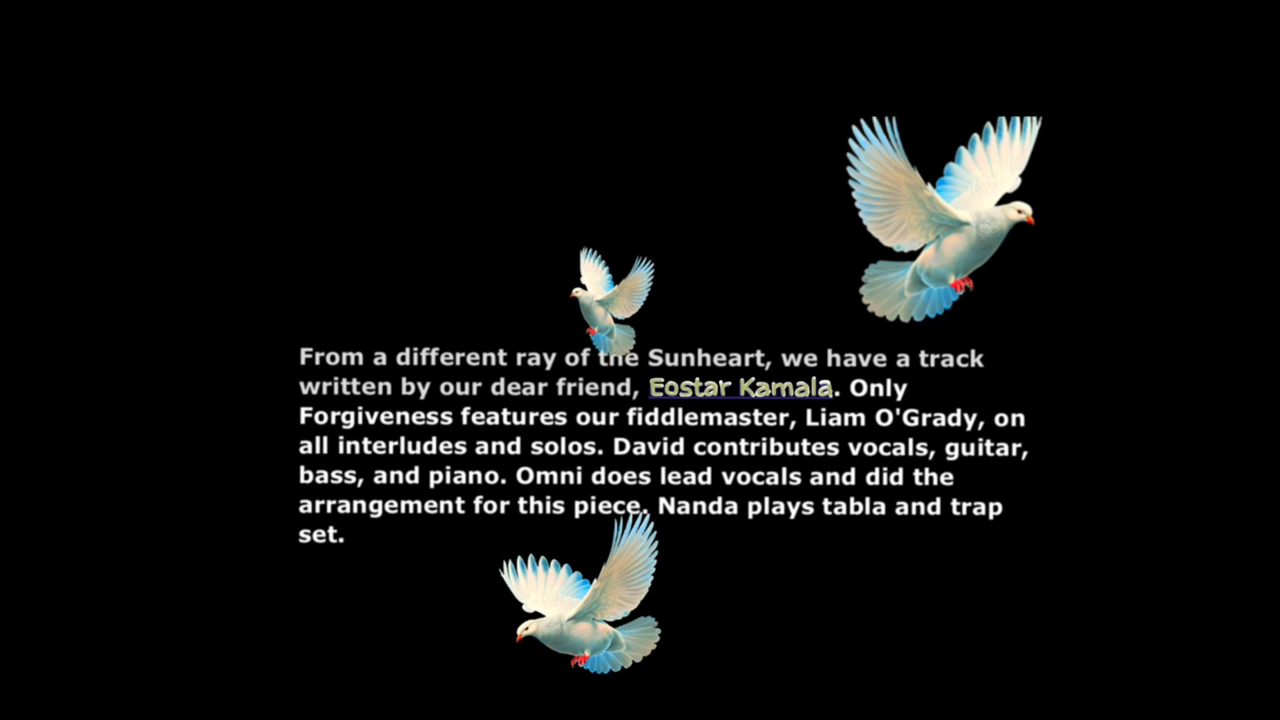 From a different ray of the Sunheart, we have a track
written by our dear friend, Eostar Kamala. Only
Forgiveness features our fiddlemaster, Liam O'Grady, on
all interludes and solos. David contributes vocals, guitar,
bass, and piano. Omni does lead vocals and did the
arrangement for this piece. Nanda plays tabla and trap
set.